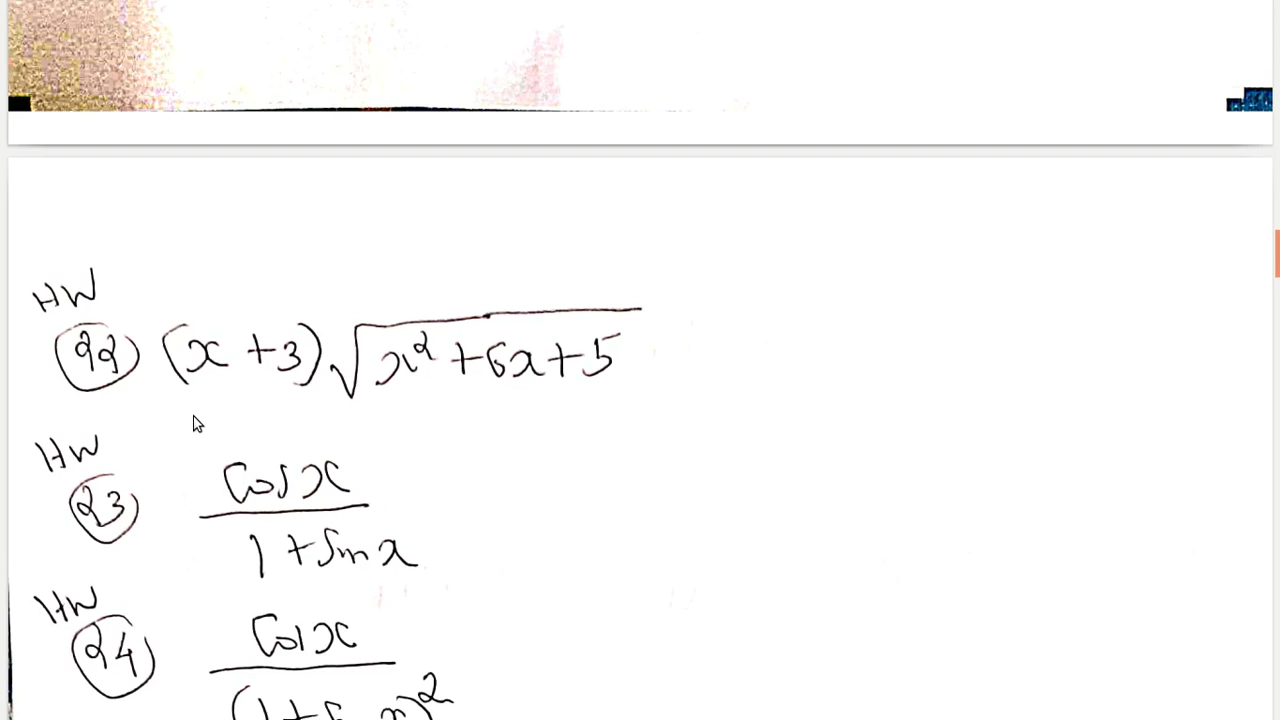 HW
22 (x + 3) √(x² + 6x + 5)
HW
23 cos x / 1 + sin x
HW
24 cos x